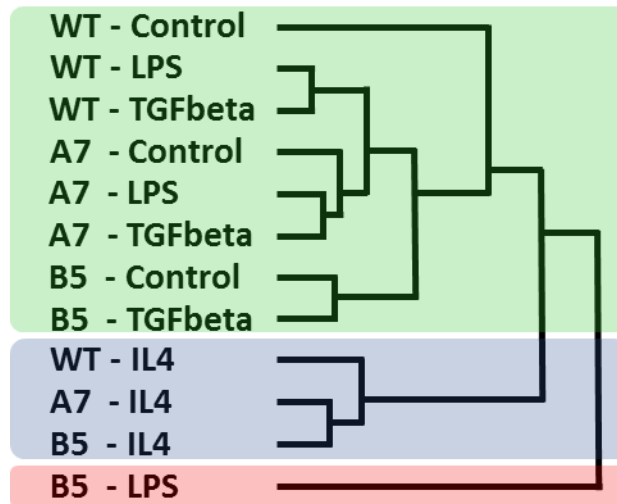 WT - Control
WT - LPS
WT - TGFbeta
A7 - Control
A7 - LPS
A7 - TGFbeta
B5 - Control
B5 - TGFbeta
WT - IL4
A7 - IL4
B5 - IL4
B5 - LPS